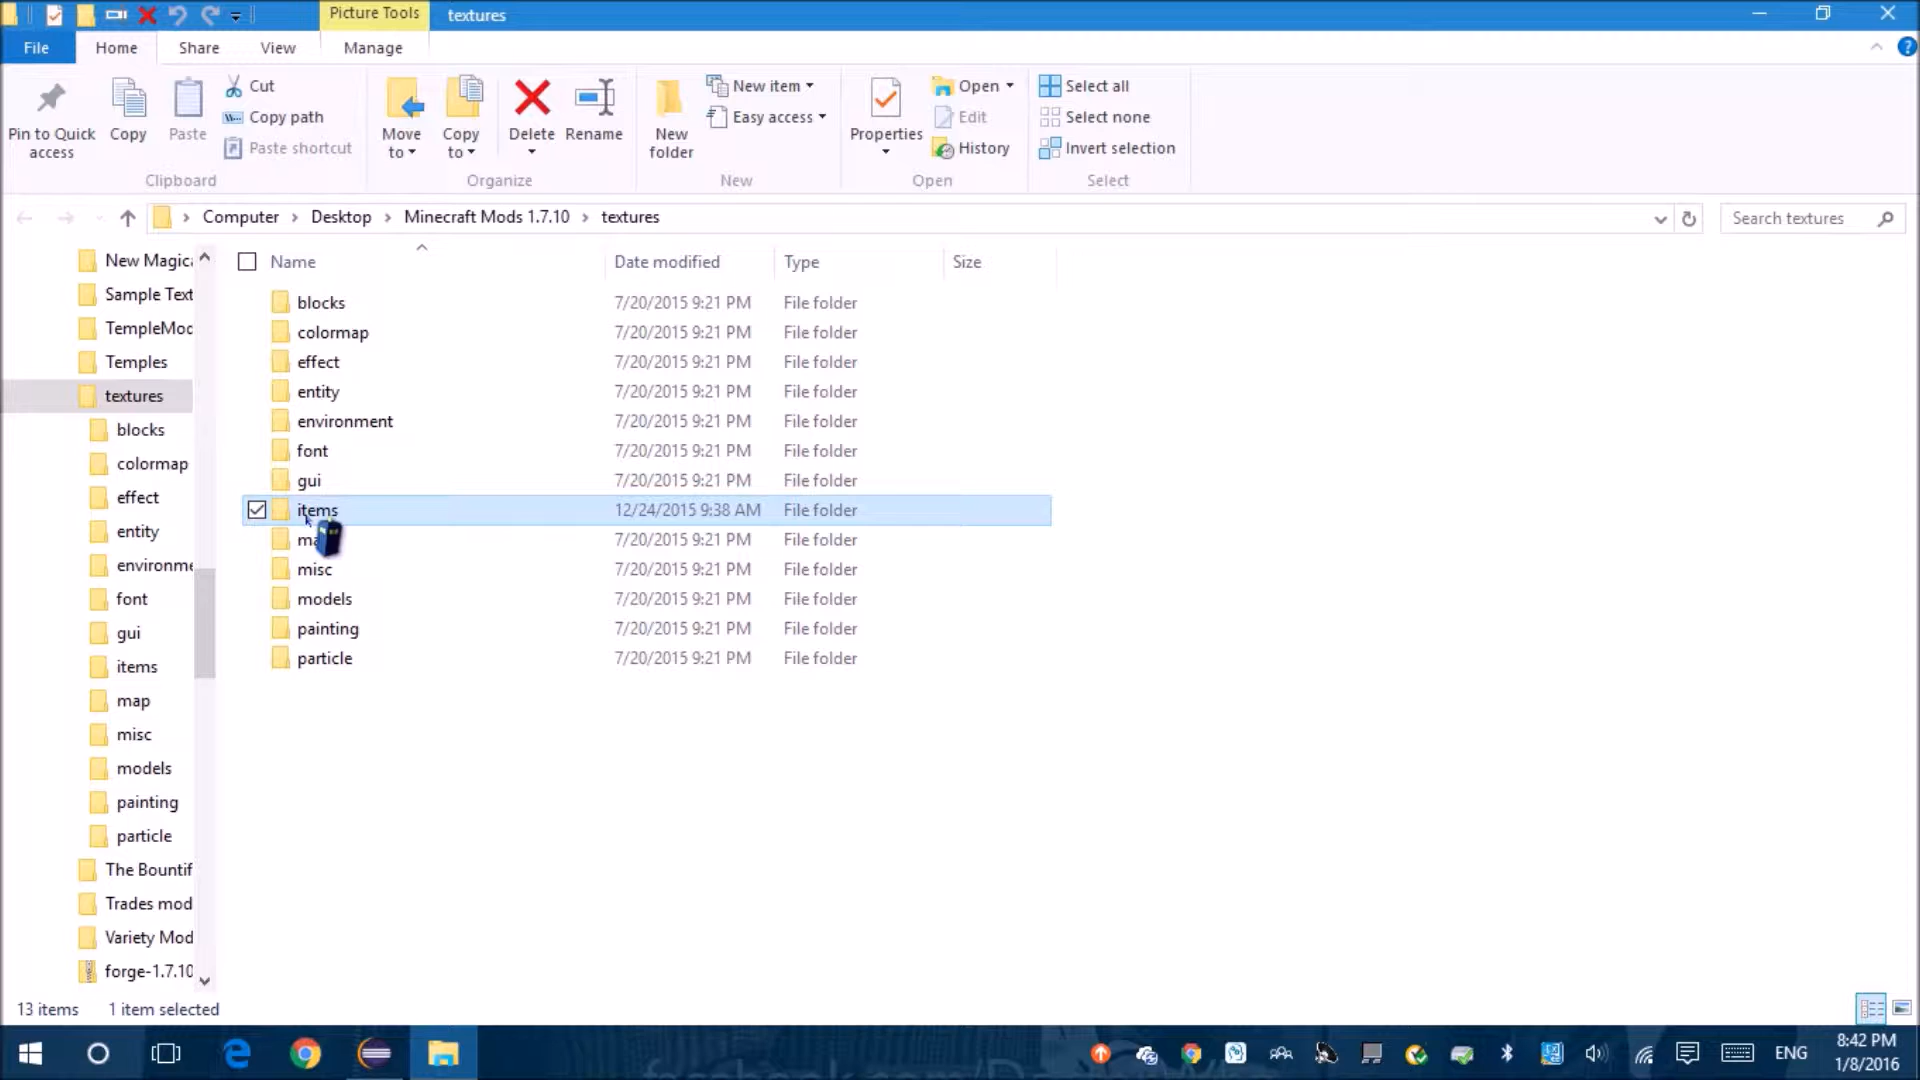 Picture Tools
textures
File
Home
Share
View
Manage
Pin to Quick access
Copy
Paste
Cut
Copy path
Paste shortcut
Clipboard
Move to
Copy to
Delete
Rename
Organize
New folder
New item
Easy access
New
Properties
Open
Edit
History
Open
Select all
Select none
Invert selection
Select
Computer
Desktop
Minecraft Mods 1.7.10
textures
Search textures
New Magic
Sample Text
TempleMod
Temples
textures
blocks
colormap
effect
entity
environme
font
gui
items
map
misc
models
painting
particle
The Bountif
Trades mod
Variety Mod
forge-1.7.10
Name Date modified Type Size
blocks 7/20/2015 9:21 PM File folder
colormap 7/20/2015 9:21 PM File folder
effect 7/20/2015 9:21 PM File folder
entity 7/20/2015 9:21 PM File folder
environment 7/20/2015 9:21 PM File folder
font 7/20/2015 9:21 PM File folder
gui 7/20/2015 9:21 PM File folder
items 12/24/2015 9:38 AM File folder
ma 7/20/2015 9:21 PM File folder
misc 7/20/2015 9:21 PM File folder
models 7/20/2015 9:21 PM File folder
painting 7/20/2015 9:21 PM File folder
particle 7/20/2015 9:21 PM File folder
13 items 1 item selected
ENG
8:42 PM
1/8/2016